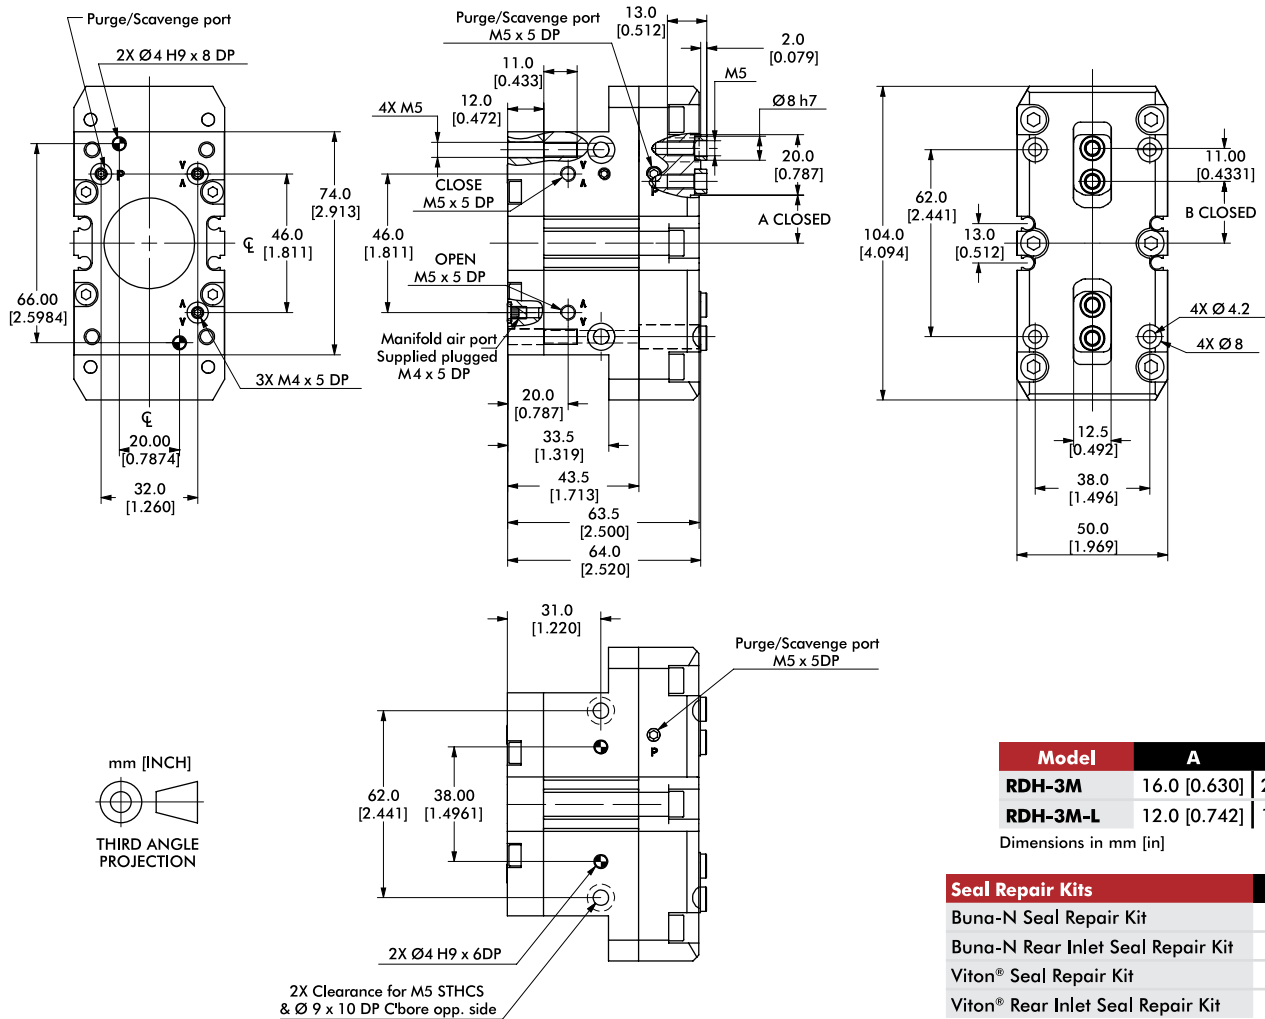 Purge/Scavenge port
2X Ø4 H9 x 8 DP
P
74.0
[2.913]
46.0
[1.811]
66.00
[2.5984]
3X M4 x 5 DP
℄
℄
20.00
[0.7874]
32.0
[1.260]
Purge/Scavenge port
M5 x 5 DP
13.0
[0.512]
2.0
[0.079]
11.0
[0.433]
M5
12.0
[0.472]
4X M5
Ø8 h7
20.0
[0.787]
CLOSE
M5 x 5 DP
A CLOSED
46.0
[1.811]
OPEN
M5 x 5 DP
Manifold air port
Supplied plugged
M4 x 5 DP
20.0
[0.787]
33.5
[1.319]
43.5
[1.713]
63.5
[2.500]
64.0
[2.520]
11.00
[0.4331]
62.0
[2.441]
B CLOSED
13.0
[0.512]
104.0
[4.094]
4X Ø 4.2
4X Ø 8
12.5
[0.492]
38.0
[1.496]
50.0
[1.969]
31.0
[1.220]
Purge/Scavenge port
M5 x 5DP
P
62.0
[2.441]
38.00
[1.4961]
2X Ø4 H9 x 6DP
2X Clearance for M5 STHCS
& Ø 9 x 10 DP C'bore opp. side
mm [INCH]
THIRD ANGLE
PROJECTION
Model A
RDH-3M 16.0 [0.630]
RDH-3M-L 12.0 [0.742]
Dimensions in mm [in]
Seal Repair Kits
Buna-N Seal Repair Kit
Buna-N Rear Inlet Seal Repair Kit
Viton® Seal Repair Kit
Viton® Rear Inlet Seal Repair Kit